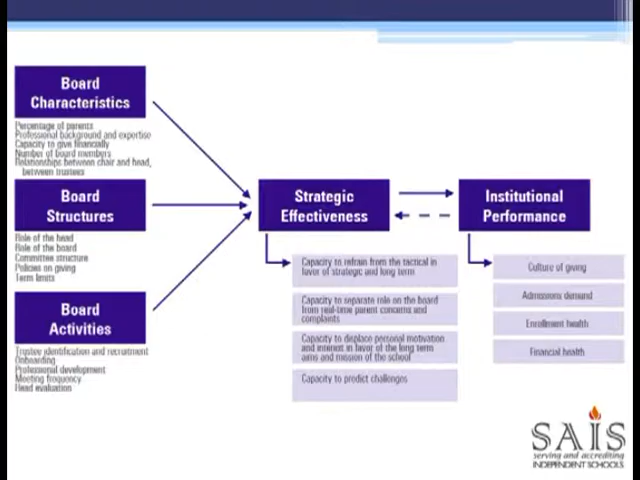 Board
Characteristics
Percentage of parents
Professional background and expertise
Capacity to give financially
Number of board members
Relationships between chair and head,
between trustees
Board
Structures
Role of the head
Role of the board
Committee structure
Policies on giving
Term limits
Board
Activities
Trustee identification and recruitment
Onboarding
Professional development
Meeting frequency
Head evaluation
Strategic
Effectiveness
Capacity to refrain from the tactical in
favor of strategic and long term
Capacity to separate role on the board
from real-time parent concerns and
complaints
Capacity to displace personal motivation
and interest in favor of the long term
aims and mission of the school
Capacity to predict challenges
Institutional
Performance
Culture of giving
Admissions demand
Enrollment health
Financial health
SAIS
serving and accrediting
INDEPENDENT SCHOOLS